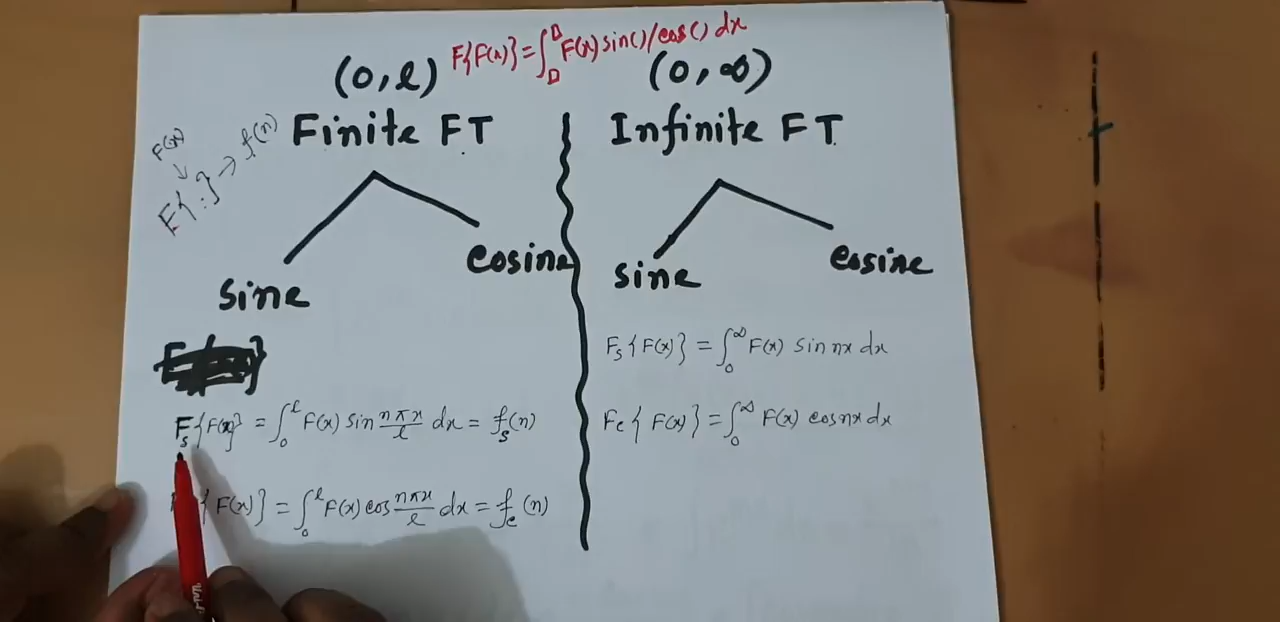 F{F(x)} = ∫ F(x) sin()/cos() dx
(0, l)
(0, ∞)
Finite FT
Infinite FT
F(x)
↓
F{:} → f(n)
sine
cosine
sine
cosine
F_s{F(x)} = ∫_0^∞ F(x) sin nx dx
F_s{F(x)} = ∫_0^l F(x) sin nπx/l dx = f_s(n)
F_c{F(x)} = ∫_0^∞ F(x) cos nx dx
{F(x)} = ∫_0^l F(x) cos nπx/l dx = f_c(n)